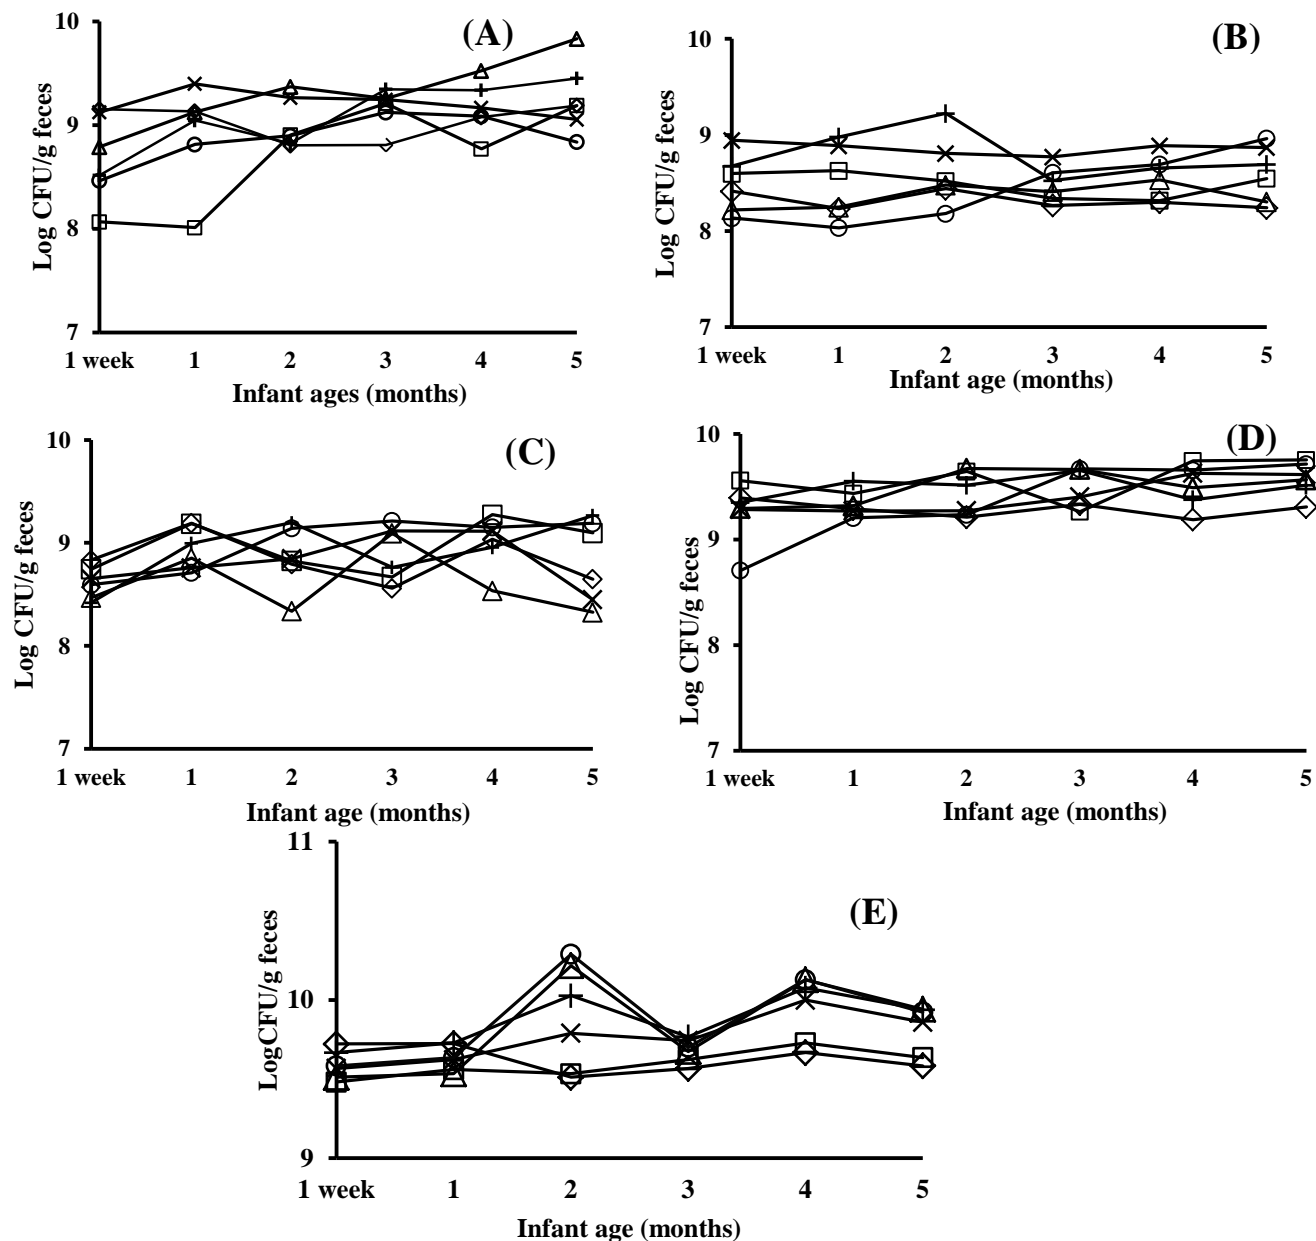 (A)
Log CFU/g feces
10
9
8
7
1 week 1 2 3 4 5
Infant ages (months)
(B)
Log CFU/g feces
10
9
8
7
1 week 1 2 3 4 5
Infant age (months)
(C)
Log CFU/g feces
10
9
8
7
1 week 1 2 3 4 5
Infant age (months)
(D)
Log CFU/g feces
10
9
8
7
1 week 1 2 3 4 5
Infant age (months)
(E)
LogCFU/g feces
11
10
9
1 week 1 2 3 4 5
Infant age (months)